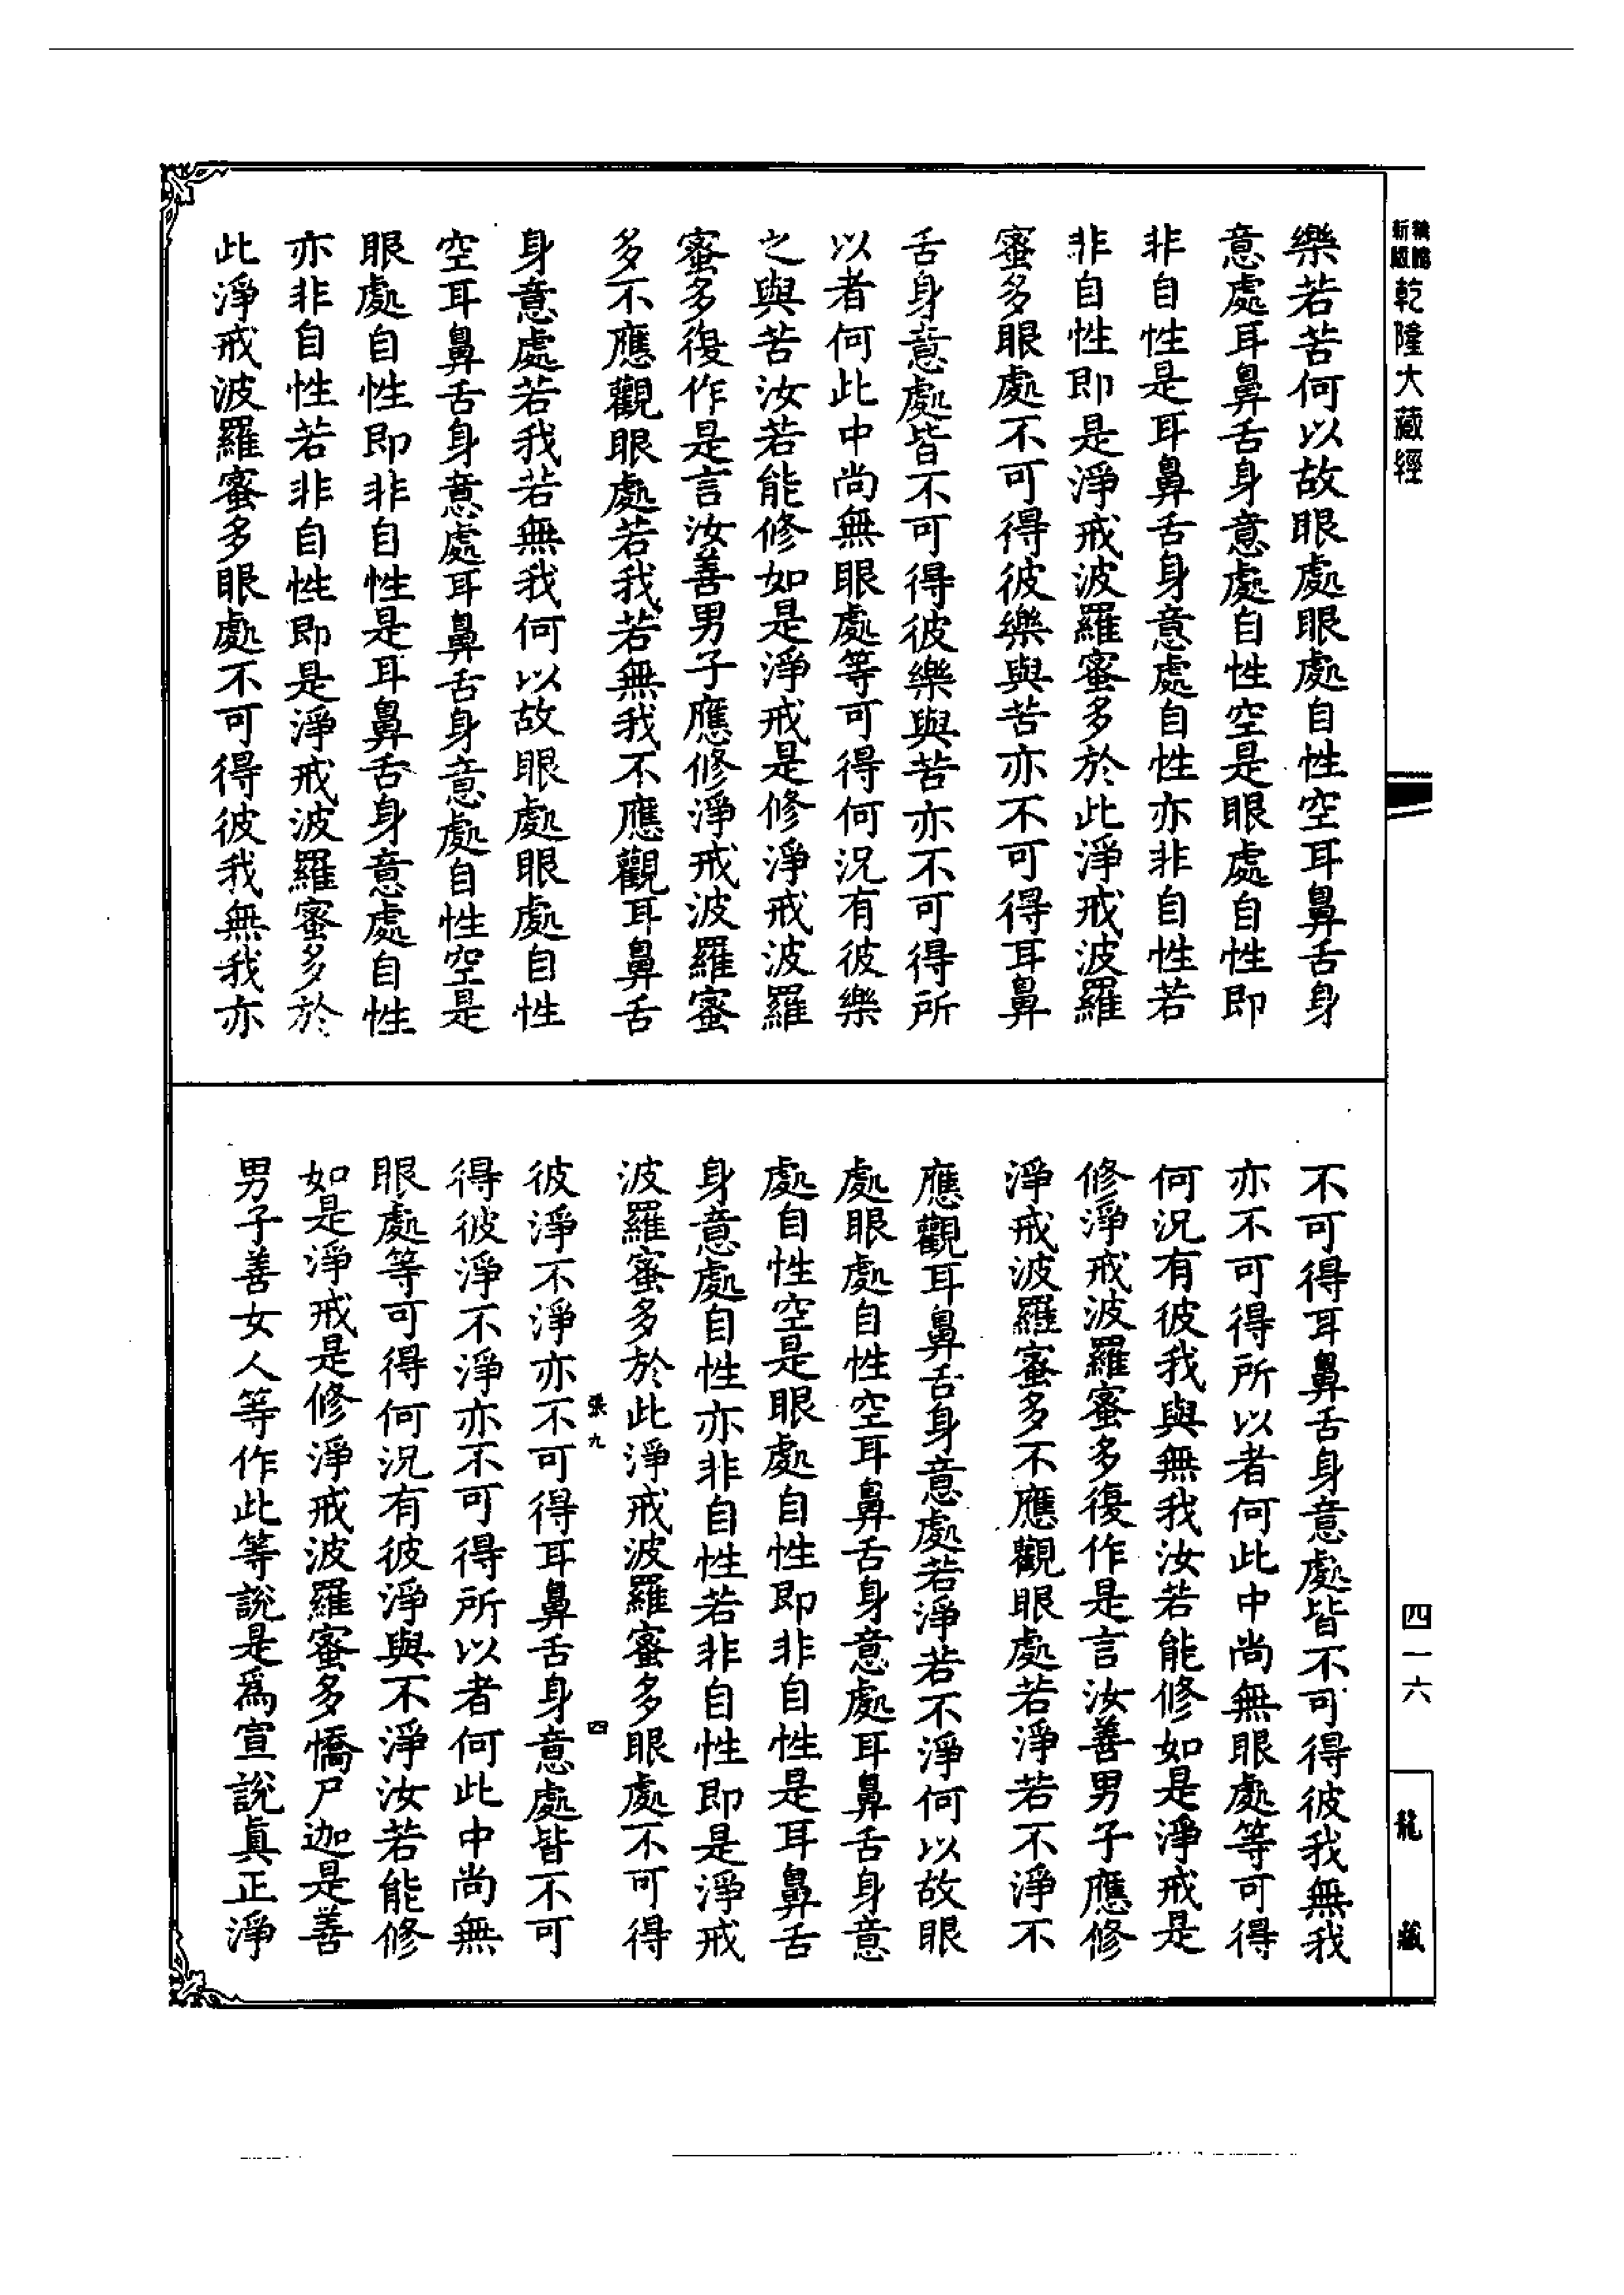 新版乾隆大藏經
樂若苦何以故眼處眼處自性空耳鼻舌身
意處耳鼻舌身意處自性空是眼處自性即
非自性是耳鼻舌身意處自性亦非自性若
非自性即是淨戒波羅蜜多於此淨戒波羅
蜜多眼處不可得彼樂與苦亦不可得耳鼻
舌身意處皆不可得彼樂與苦亦不可得所
以者何此中尚無眼處等可得何況有彼樂
之與苦汝若能修如是淨戒是修淨戒波羅
蜜多復作是言汝善男子應修淨戒波羅蜜
多不應觀眼處若我若無我不應觀耳鼻舌
身意處若我若無我何以故眼處眼處自性
空耳鼻舌身意處耳鼻舌身意處自性空是
眼處自性即非自性是耳鼻舌身意處自性
亦非自性若非自性即是淨戒波羅蜜多於
此淨戒波羅蜜多眼處不可得彼我無我亦
不可得耳鼻舌身意處皆不可得彼我無我
亦不可得所以者何此中尚無眼處等可得
何況有彼我與無我汝若能修如是淨戒是
修淨戒波羅蜜多復作是言汝善男子應修
淨戒波羅蜜多不應觀眼處若淨若不淨不
應觀耳鼻舌身意處若淨若不淨何以故眼
處眼處自性空耳鼻舌身意處耳鼻舌身意
處自性空是眼處自性即非自性是耳鼻舌
身意處自性亦非自性若非自性即是淨戒
波羅蜜多於此淨戒波羅蜜多眼處不可得
張九 四
彼淨不淨亦不可得耳鼻舌身意處皆不可
得彼淨不淨亦不可得所以者何此中尚無
眼處等可得何況有彼淨與不淨汝若能修
如是淨戒是修淨戒波羅蜜多憍尸迦是善
男子善女人等作此等說是爲宣說眞正淨
四一六
龍藏